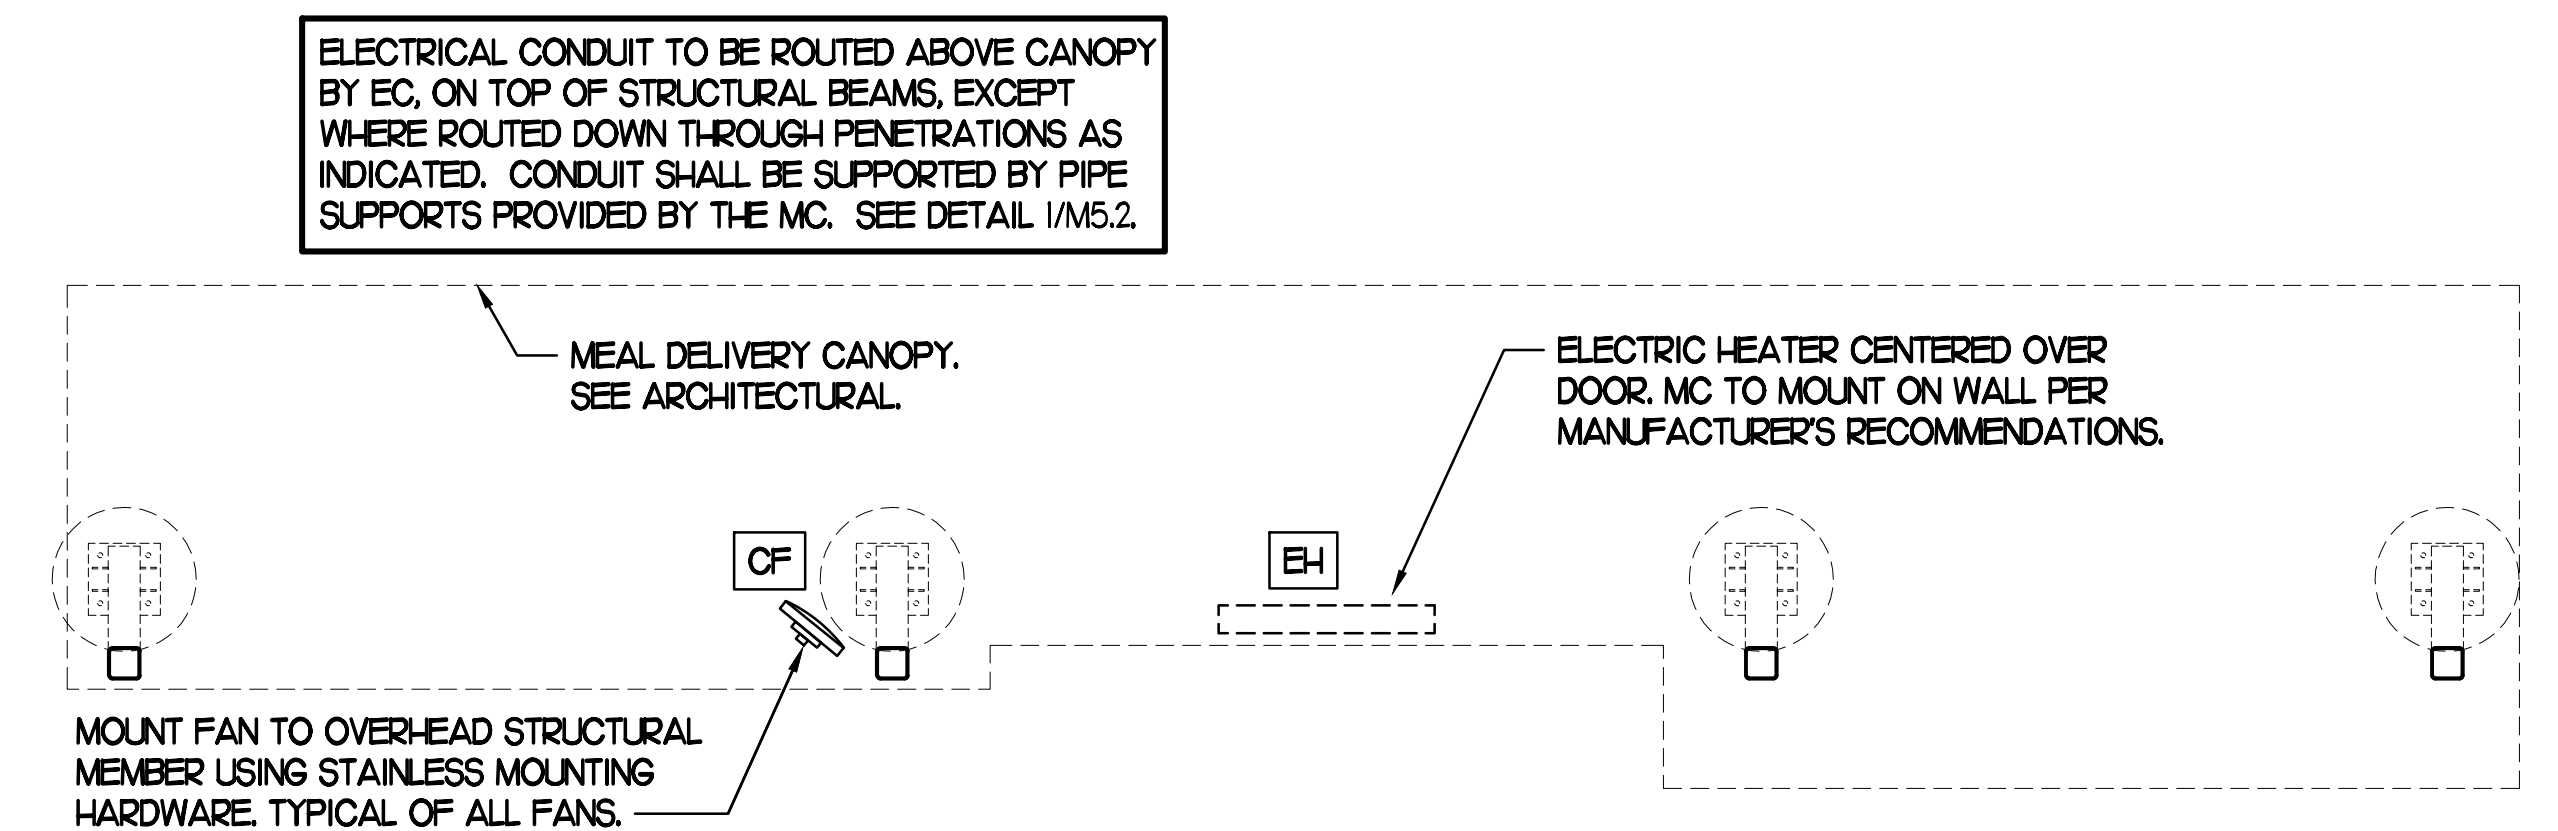 ELECTRICAL CONDUIT TO BE ROUTED ABOVE CANOPY
BY EC, ON TOP OF STRUCTURAL BEAMS, EXCEPT
WHERE ROUTED DOWN THROUGH PENETRATIONS AS
INDICATED. CONDUIT SHALL BE SUPPORTED BY PIPE
SUPPORTS PROVIDED BY THE MC. SEE DETAIL 1/M5.2.
MEAL DELIVERY CANOPY.
SEE ARCHITECTURAL.
ELECTRIC HEATER CENTERED OVER
DOOR. MC TO MOUNT ON WALL PER
MANUFACTURER'S RECOMMENDATIONS.
CF
EH
MOUNT FAN TO OVERHEAD STRUCTURAL
MEMBER USING STAINLESS MOUNTING
HARDWARE. TYPICAL OF ALL FANS.